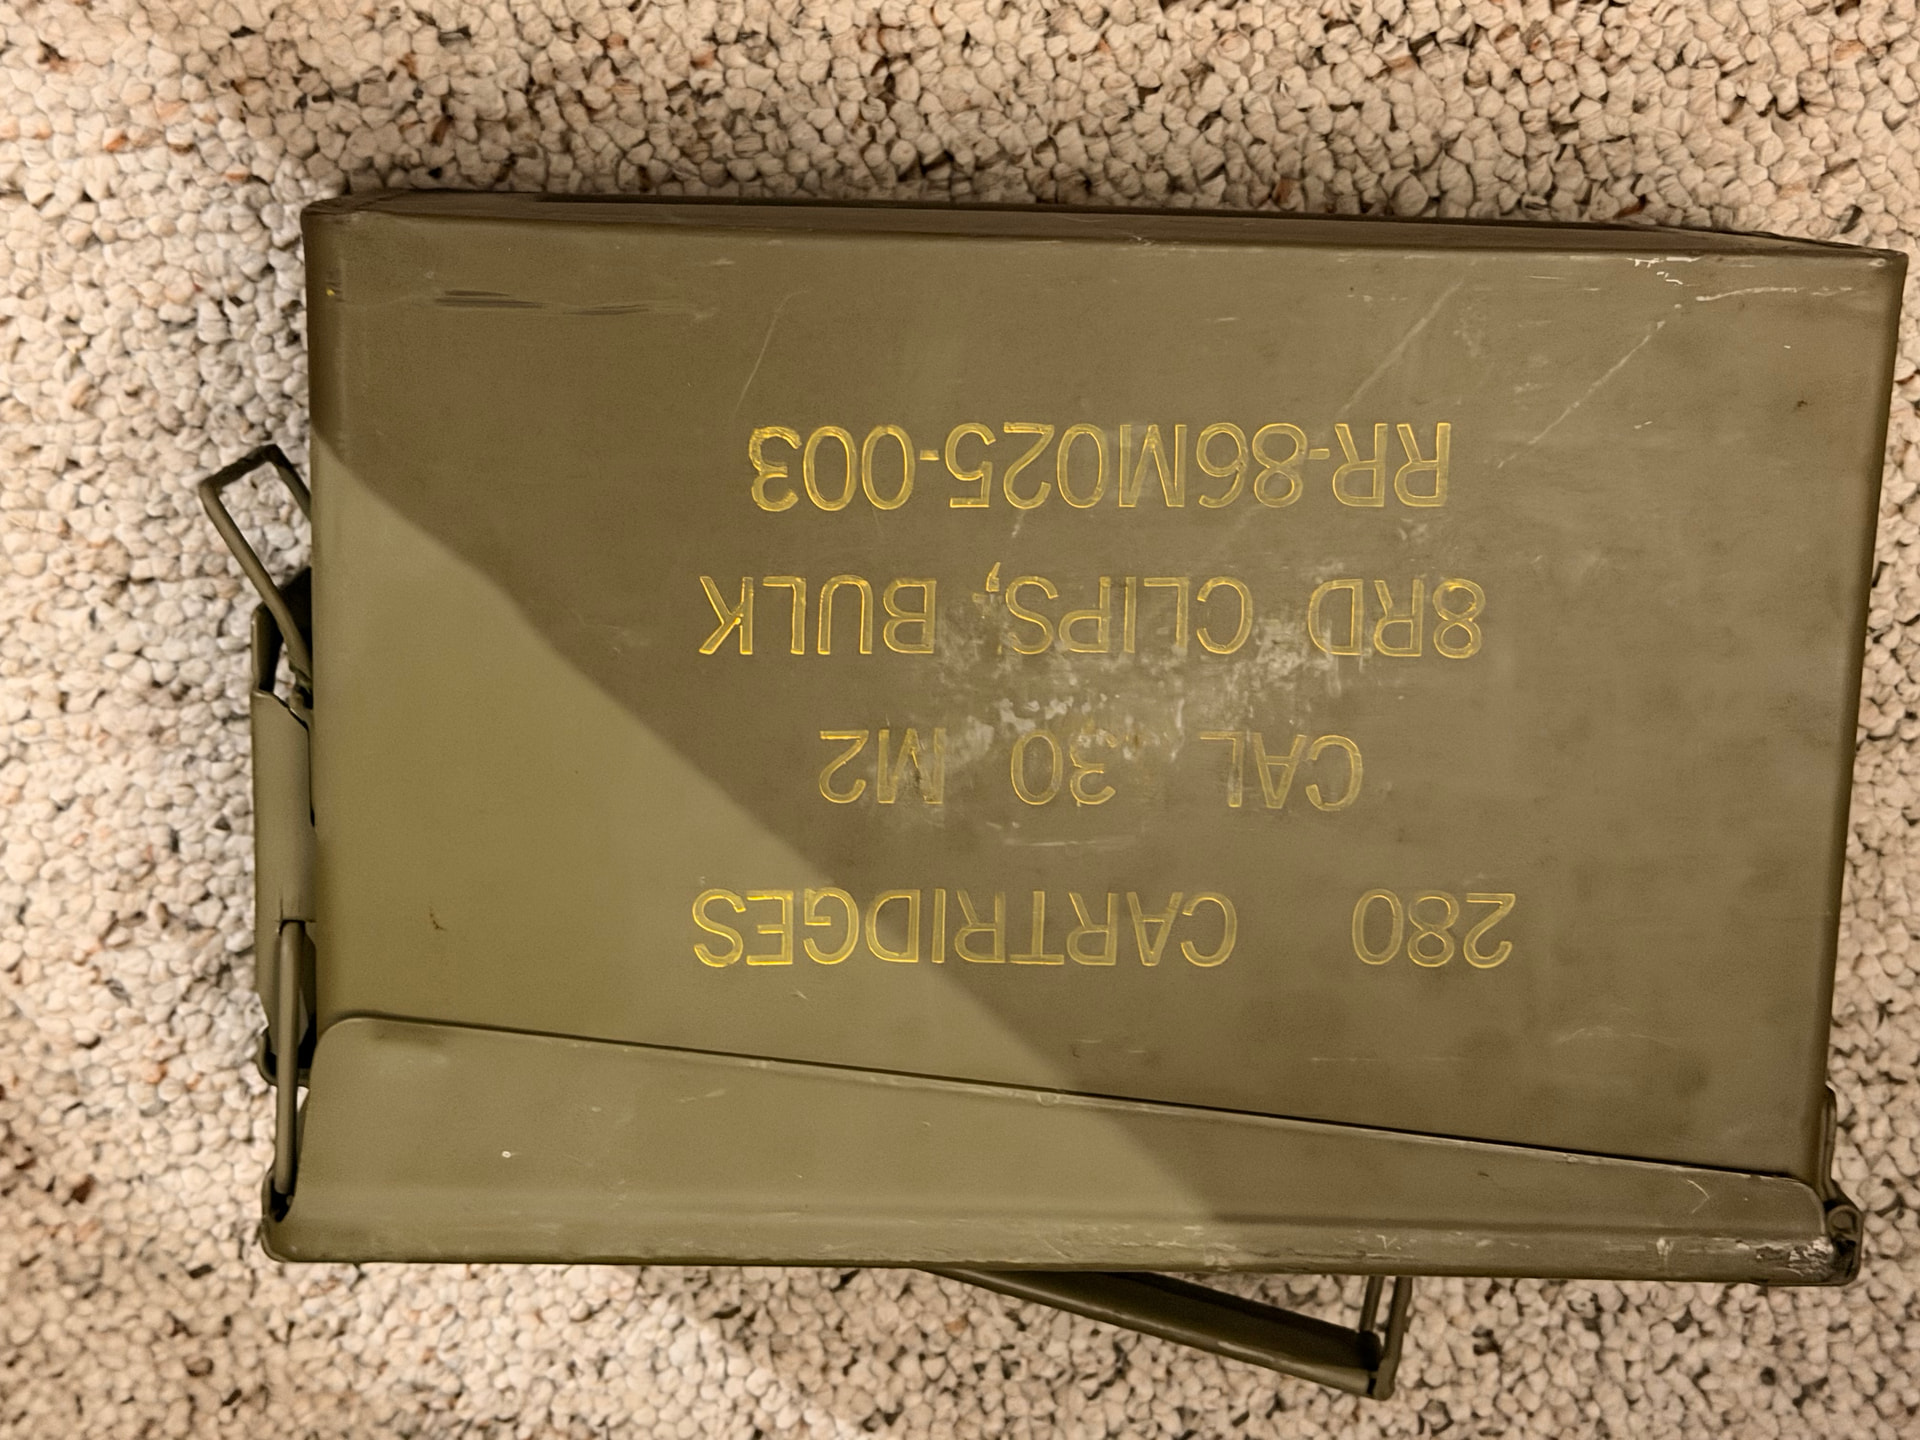 280 CARTRIDGES
CAL .30 M2
8RD CLIPS, BULK
RR-86M025-003